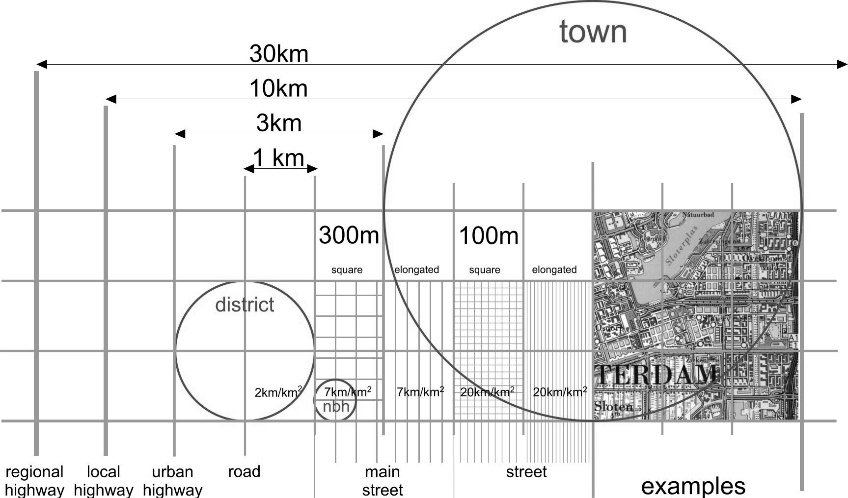 town
30km
10km
3km
1 km
300m
100m
square
elongated
square
elongated
district
2km/km²
7km/km²
7km/km²
20km/km²
20km/km²
nbh
Sloterplas
TERDAM
Sloten
regional
highway
local
highway
urban
highway
road
main
street
street
examples